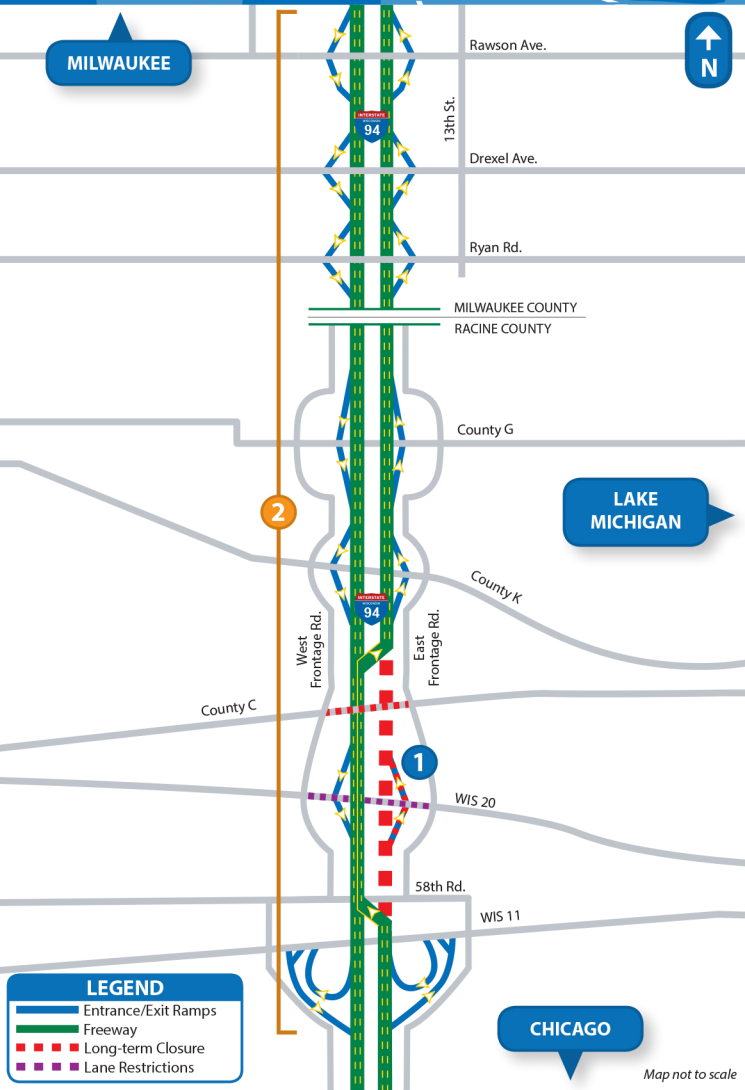 Rawson Ave.
MILWAUKEE
N
13th St.
INTERSTATE
WISCONSIN
94
Drexel Ave.
Ryan Rd.
MILWAUKEE COUNTY
RACINE COUNTY
County G
2
LAKE
MICHIGAN
County K
INTERSTATE
WISCONSIN
94
West
Frontage Rd.
East
Frontage Rd.
County C
1
WIS 20
58th Rd.
WIS 11
LEGEND
Entrance/Exit Ramps
Freeway
Long-term Closure
Lane Restrictions
CHICAGO
Map not to scale